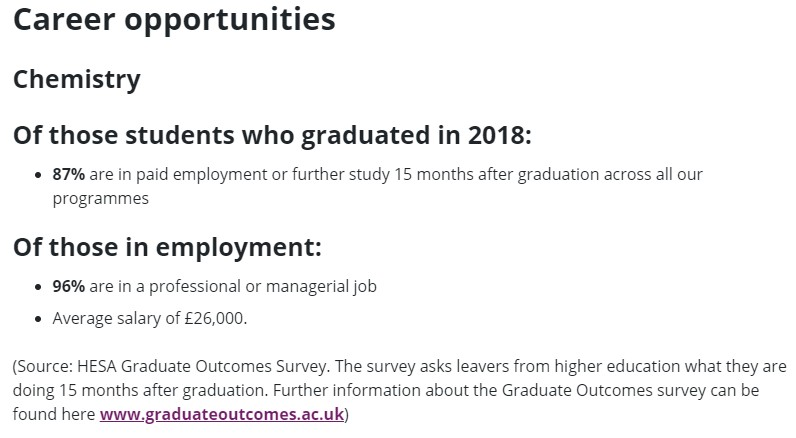 Career opportunities
Chemistry
Of those students who graduated in 2018:
• 87% are in paid employment or further study 15 months after graduation across all our
programmes
Of those in employment:
• 96% are in a professional or managerial job
• Average salary of £26,000.
(Source: HESA Graduate Outcomes Survey. The survey asks leavers from higher education what they are
doing 15 months after graduation. Further information about the Graduate Outcomes survey can be
found here www.graduateoutcomes.ac.uk)